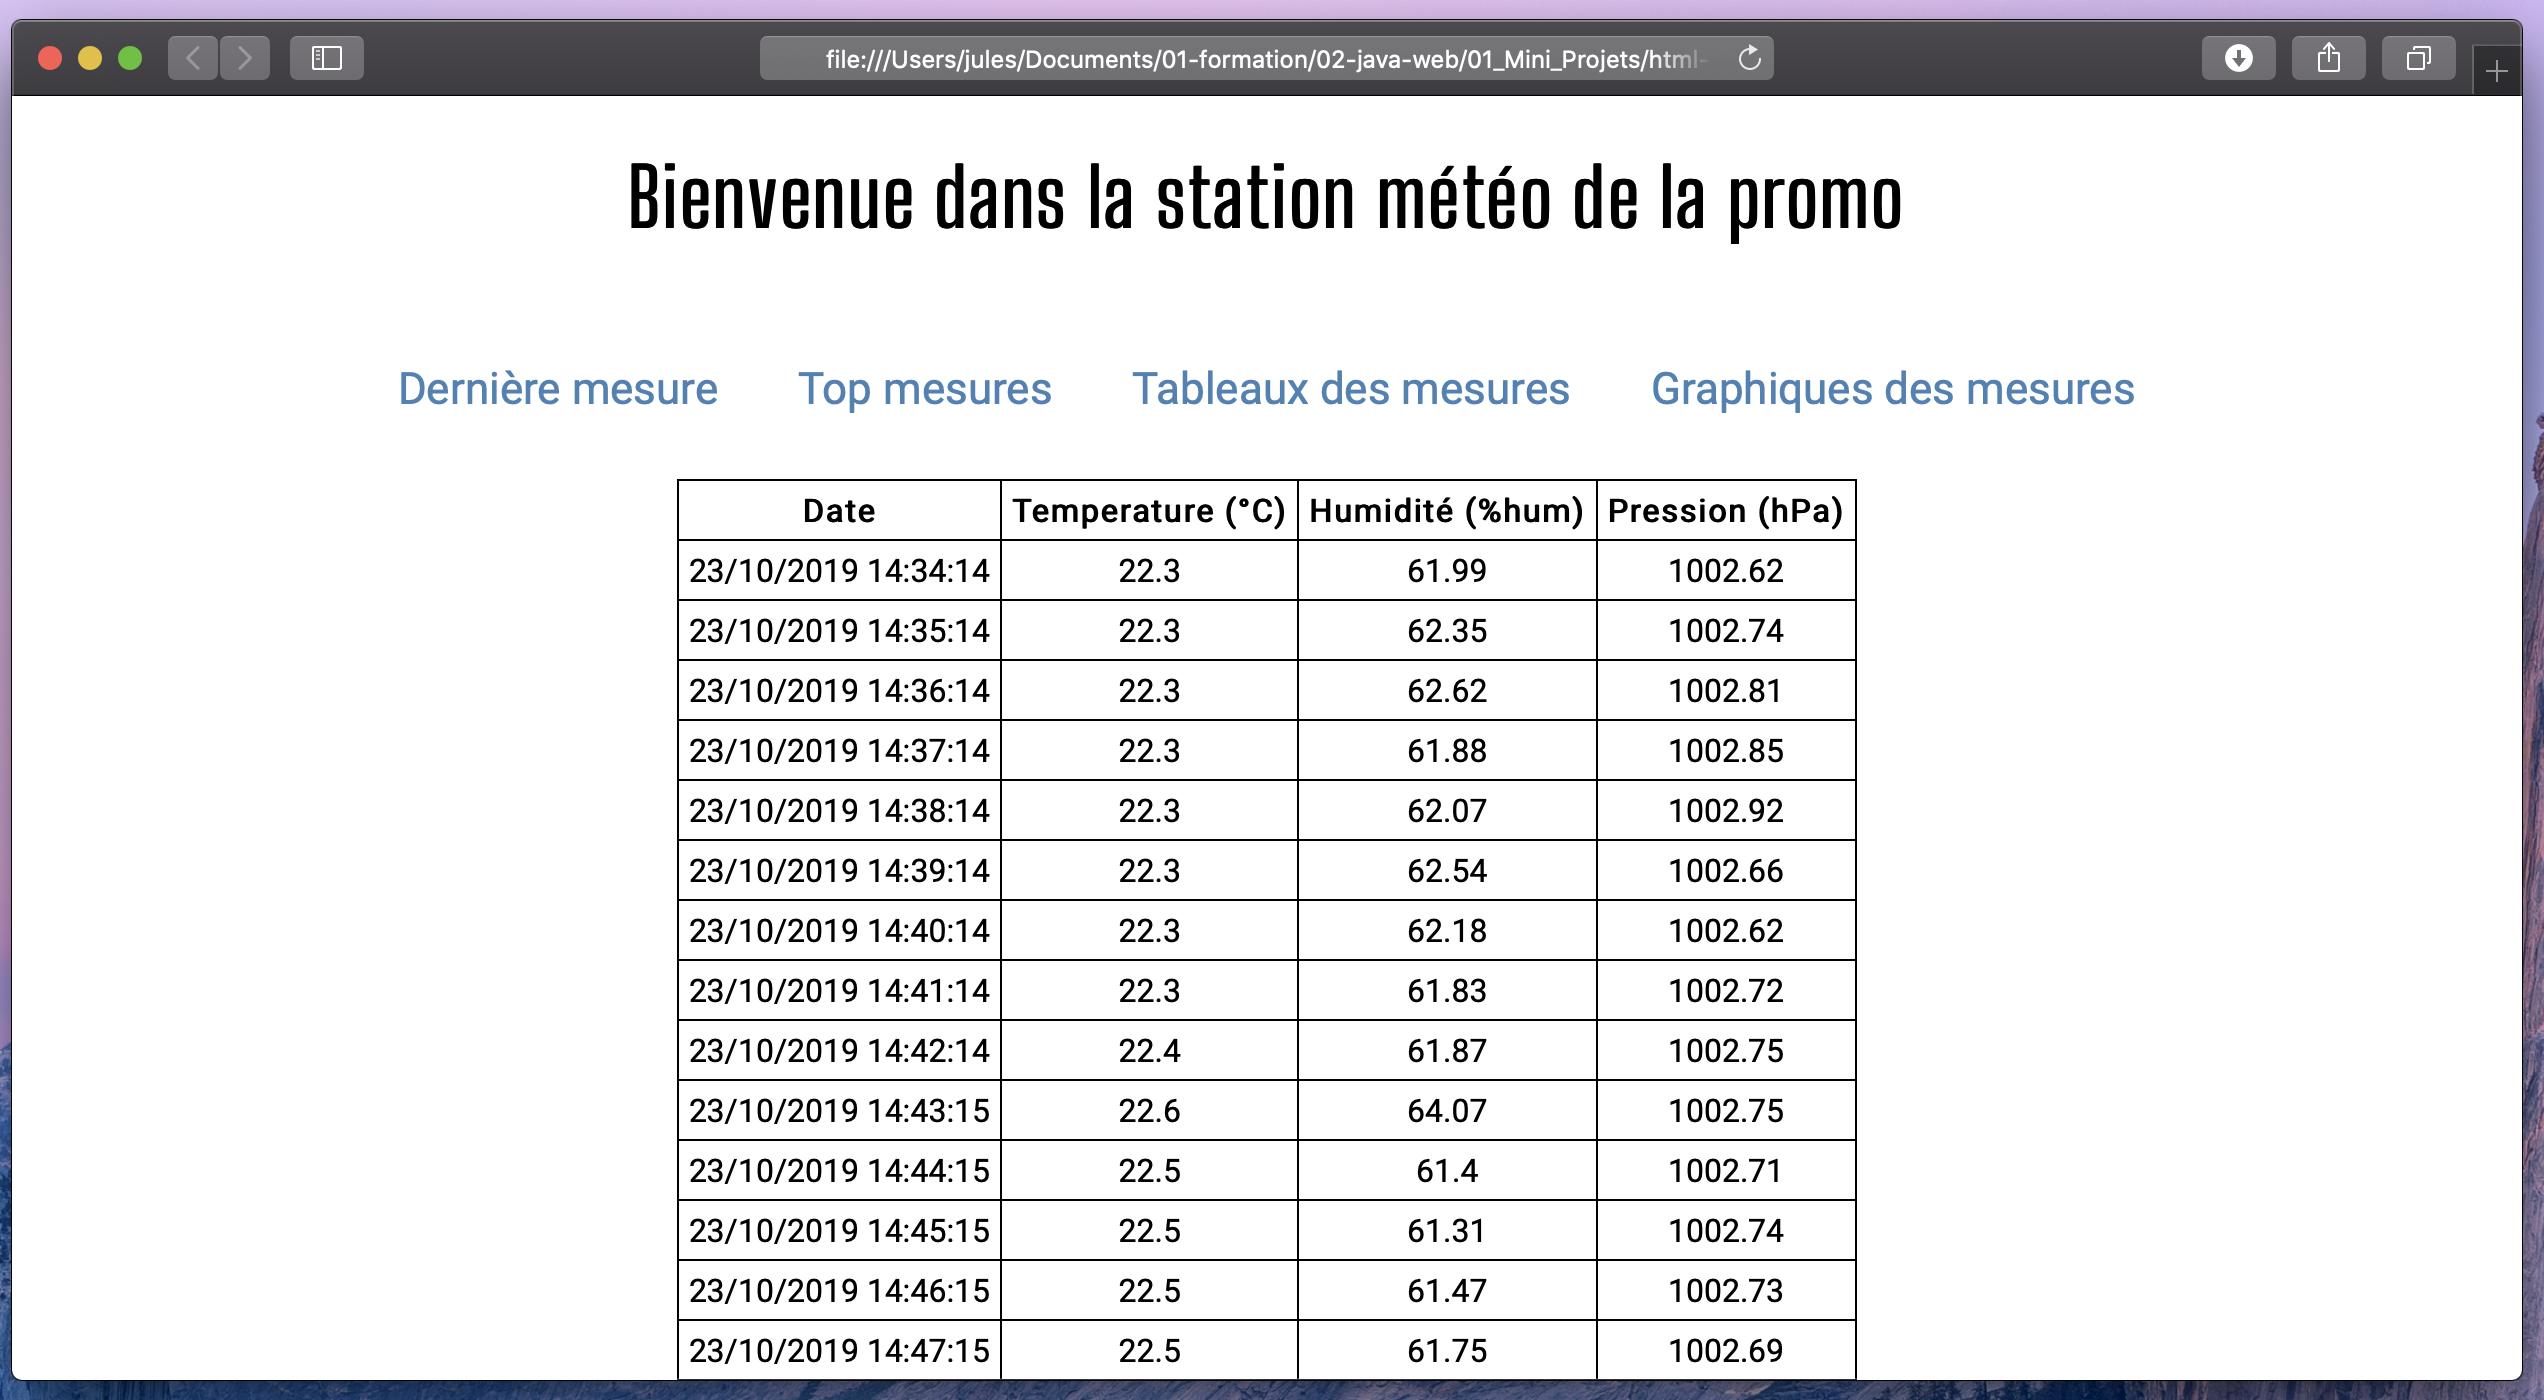 file:///Users/jules/Documents/01-formation/02-java-web/01_Mini_Projets/html-
Bienvenue dans la station météo de la promo
Dernière mesure Top mesures Tableaux des mesures Graphiques des mesures
Date Temperature (°C) Humidité (%hum) Pression (hPa)
23/10/2019 14:34:14 22.3 61.99 1002.62
23/10/2019 14:35:14 22.3 62.35 1002.74
23/10/2019 14:36:14 22.3 62.62 1002.81
23/10/2019 14:37:14 22.3 61.88 1002.85
23/10/2019 14:38:14 22.3 62.07 1002.92
23/10/2019 14:39:14 22.3 62.54 1002.66
23/10/2019 14:40:14 22.3 62.18 1002.62
23/10/2019 14:41:14 22.3 61.83 1002.72
23/10/2019 14:42:14 22.4 61.87 1002.75
23/10/2019 14:43:15 22.6 64.07 1002.75
23/10/2019 14:44:15 22.5 61.4 1002.71
23/10/2019 14:45:15 22.5 61.31 1002.74
23/10/2019 14:46:15 22.5 61.47 1002.73
23/10/2019 14:47:15 22.5 61.75 1002.69